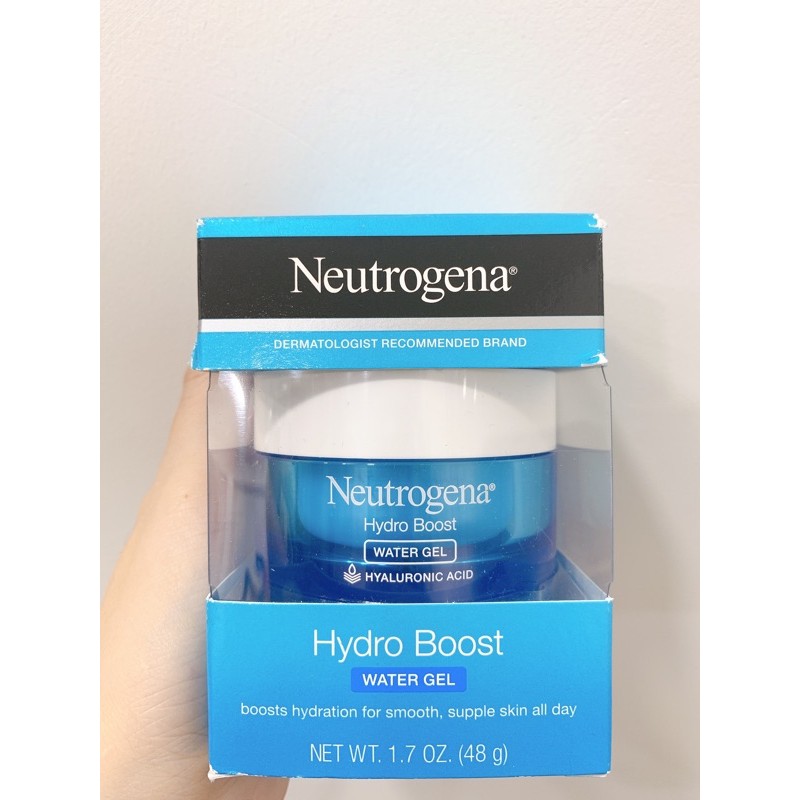 Neutrogena®
DERMATOLOGIST RECOMMENDED BRAND
Neutrogena®
Hydro Boost
WATER GEL
HYALURONIC ACID
Hydro Boost
WATER GEL
boosts hydration for smooth, supple skin all day
NET WT. 1.7 OZ. (48 g)